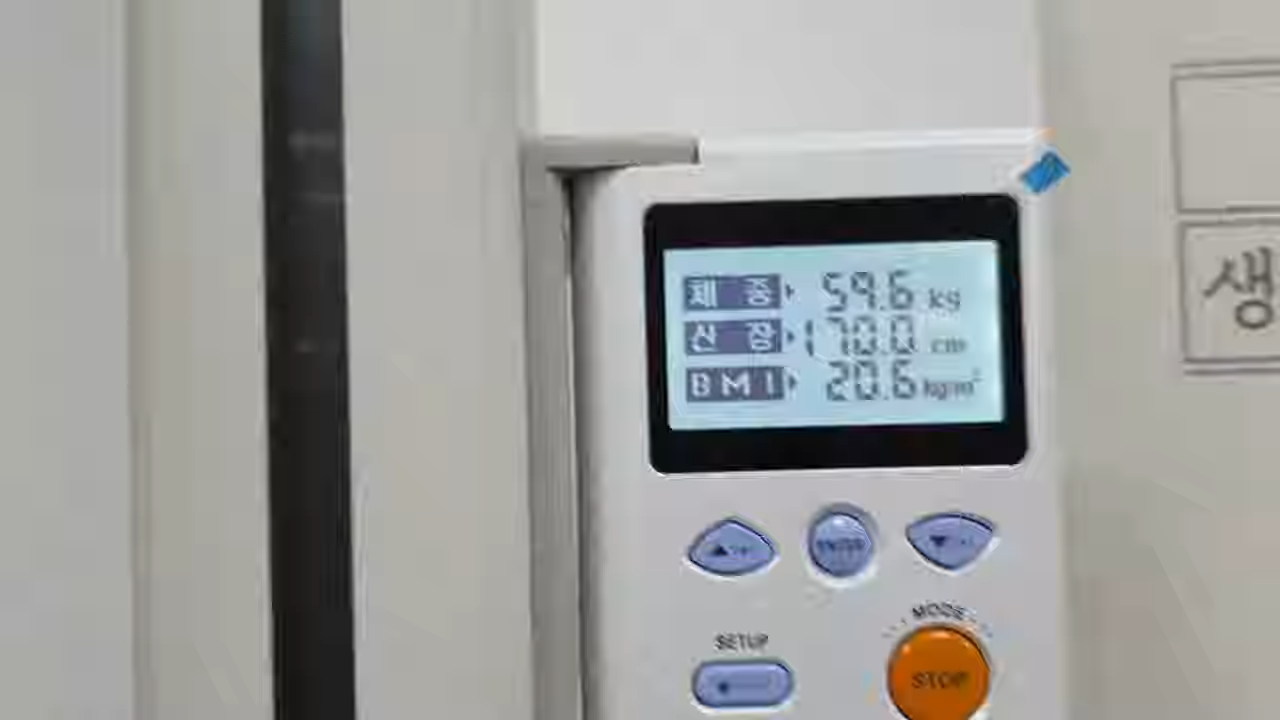 체 중 59.6 kg
신 장 170.0 cm
BMI 20.6 kg/m²
생
ENTER
MODE
SETUP
STOP